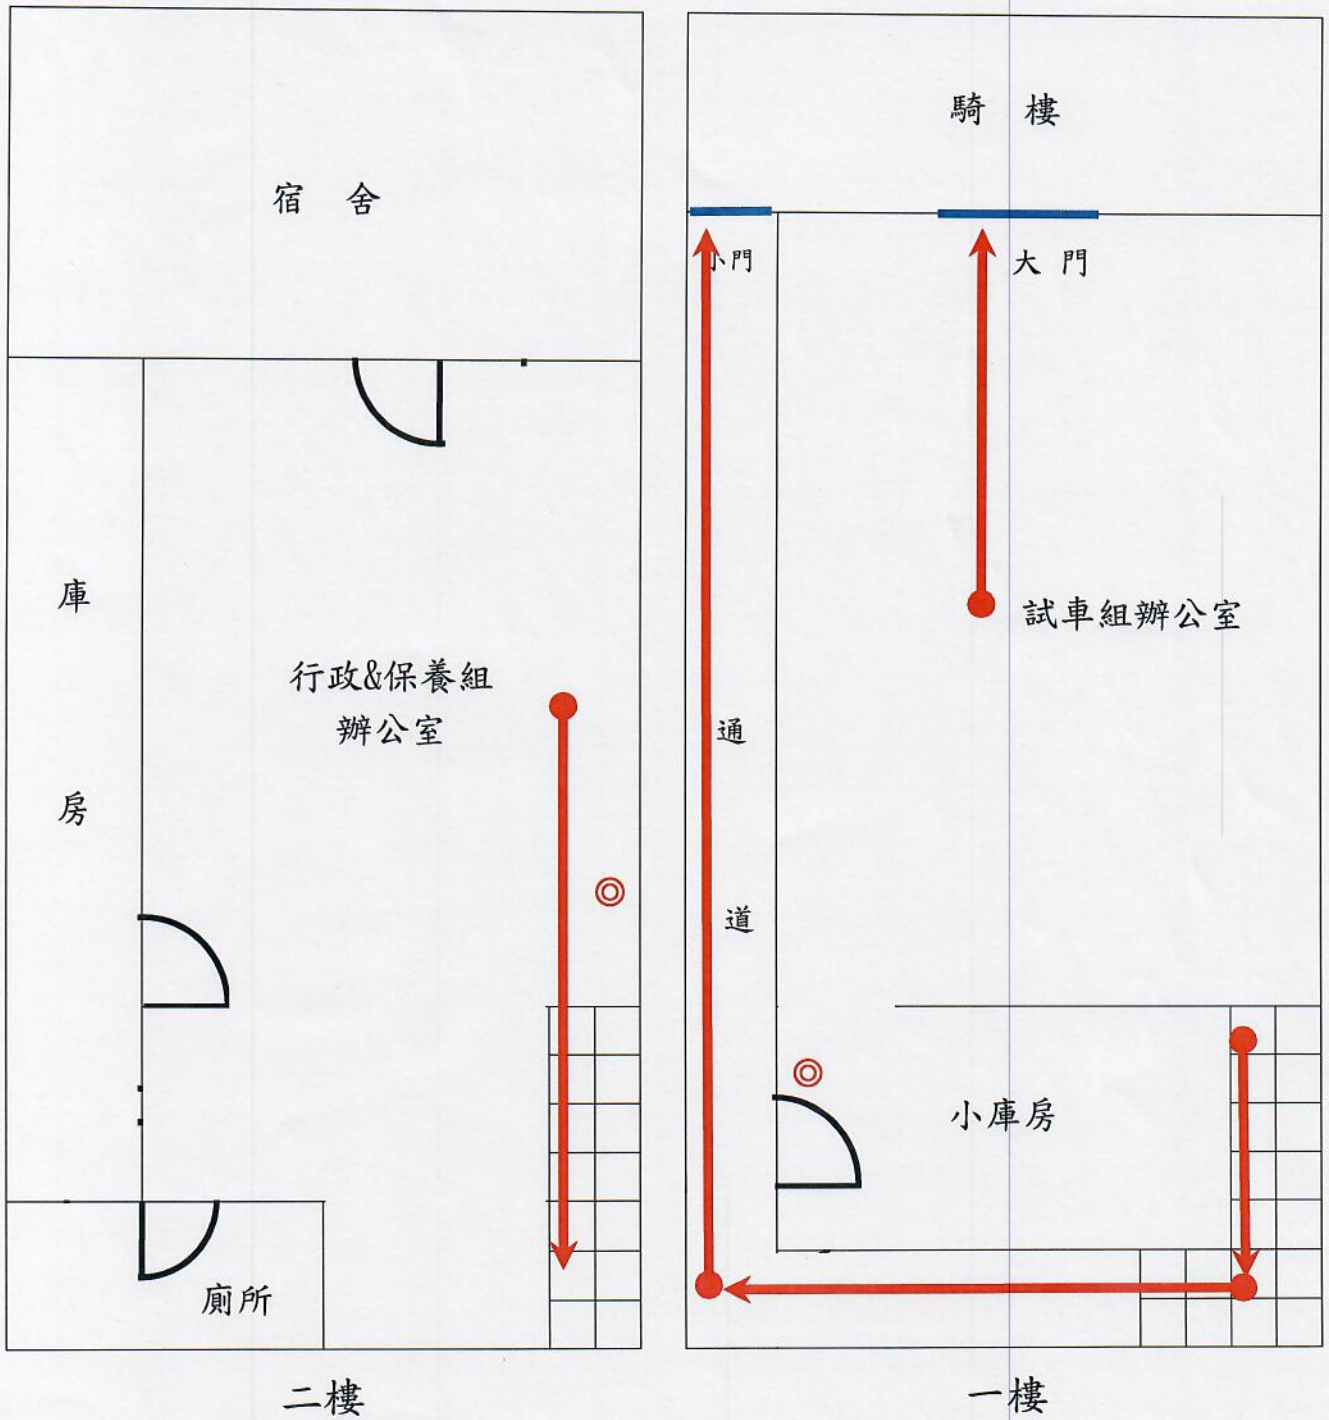 宿 舍
庫
房
行政&保養組
辦公室
廁所
二樓
騎 樓
小門
大 門
試車組辦公室
通
道
小庫房
一樓